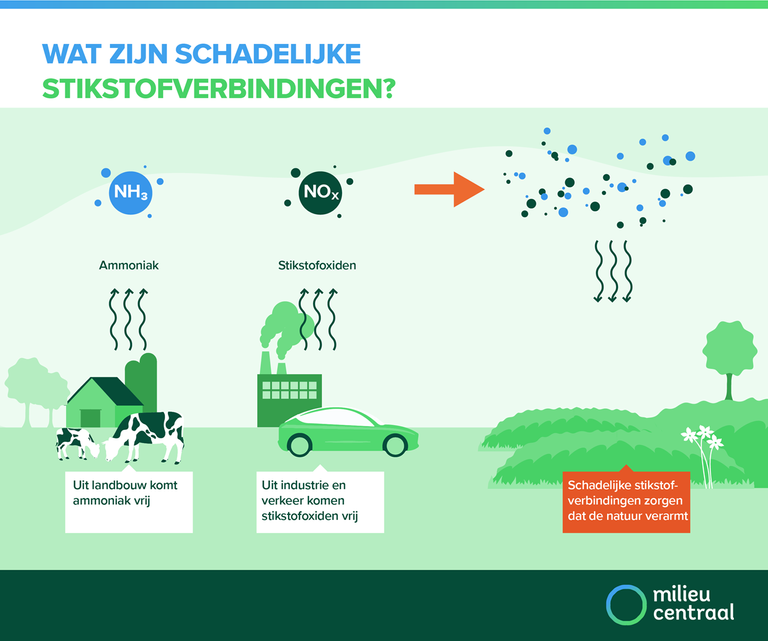 WAT ZIJN SCHADELIJKE
STIKSTOFVERBINDINGEN?
NH₃
NOₓ
Ammoniak
Stikstofoxiden
Uit landbouw komt
ammoniak vrij
Uit industrie en
verkeer komen
stikstofoxiden vrij
Schadelijke stikstof-
verbindingen zorgen
dat de natuur verarmt
milieu
centraal